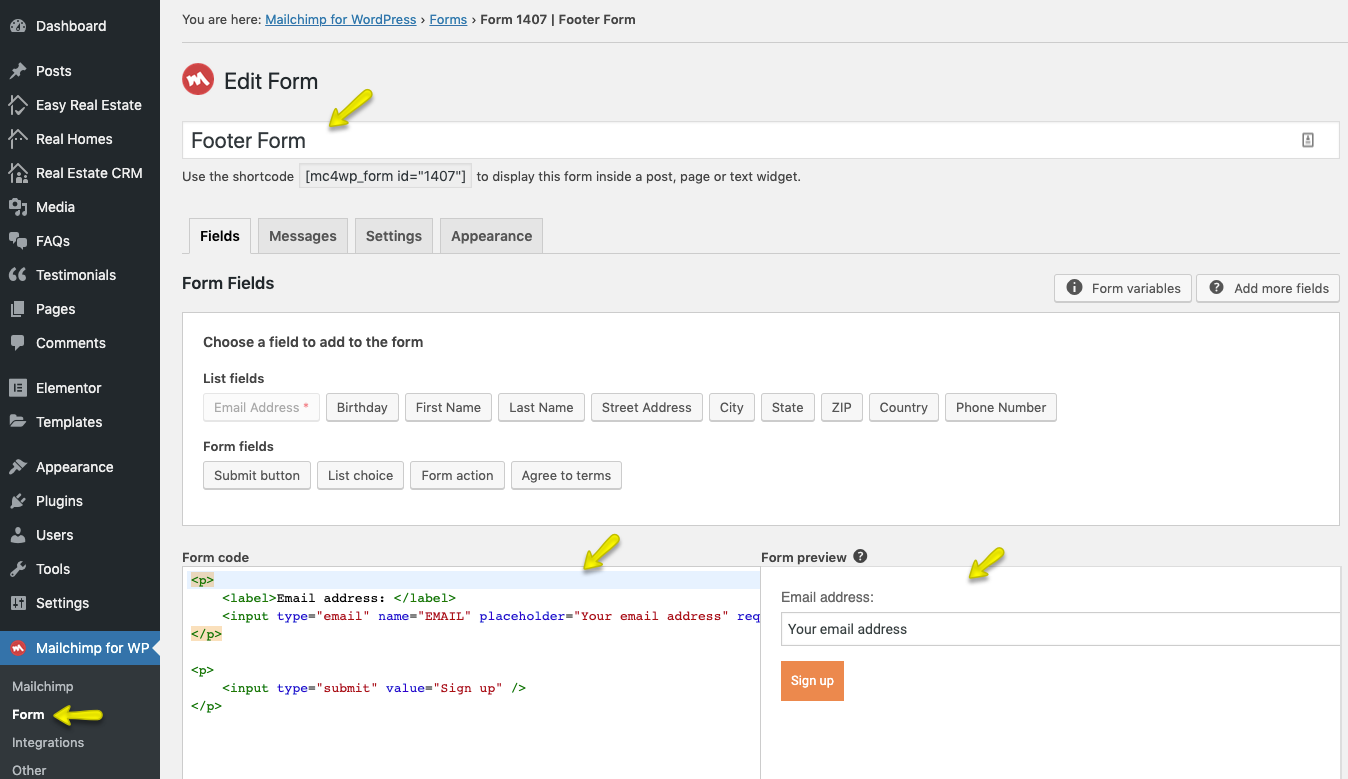 You are here: Mailchimp for WordPress › Forms › Form 1407 | Footer Form
Dashboard
Posts
Easy Real Estate
Real Homes
Real Estate CRM
Media
FAQs
Testimonials
Pages
Comments
Elementor
Templates
Appearance
Plugins
Users
Tools
Settings
Mailchimp for WP
Mailchimp
Form
Integrations
Other
Edit Form
Footer Form
Use the shortcode [mc4wp_form id="1407"] to display this form inside a post, page or text widget.
Fields Messages Settings Appearance
Form Fields
Form variables Add more fields
Choose a field to add to the form
List fields
Email Address * Birthday First Name Last Name Street Address City State ZIP Country Phone Number
Form fields
Submit button List choice Form action Agree to terms
Form code
<p>
    <label>Email address: </label>
    <input type="email" name="EMAIL" placeholder="Your email address" req
</p>

<p>
    <input type="submit" value="Sign up" />
</p>
Form preview
Email address:
Your email address
Sign up